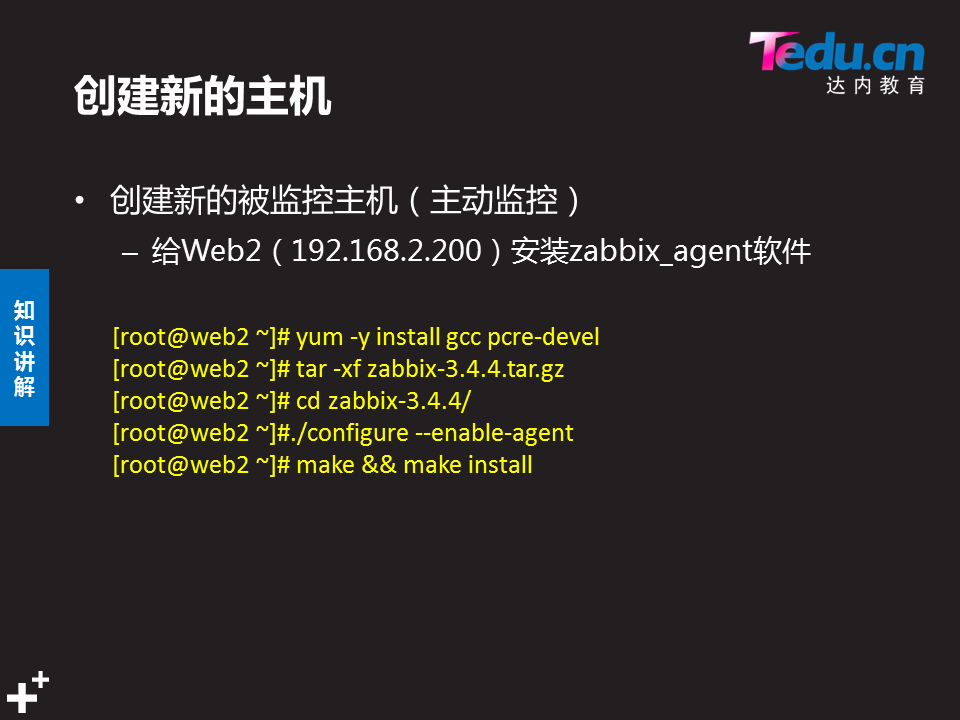 Tedu.cn
达内教育
创建新的主机
• 创建新的被监控主机（主动监控）
– 给Web2（192.168.2.200）安装zabbix_agent软件
知识讲解
[root@web2 ~]# yum -y install gcc pcre-devel
[root@web2 ~]# tar -xf zabbix-3.4.4.tar.gz
[root@web2 ~]# cd zabbix-3.4.4/
[root@web2 ~]#./configure --enable-agent
[root@web2 ~]# make && make install